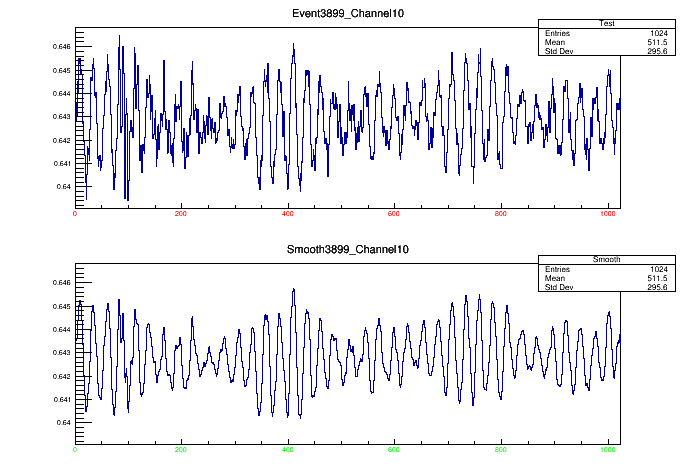 Event3899_Channel10
Test
Entries 1024
Mean 511.5
Std Dev 295.6
0.646
0.645
0.644
0.643
0.642
0.641
0.64
0 200 400 600 800 1000
Smooth3899_Channel10
Smooth
Entries 1024
Mean 511.5
Std Dev 295.6
0.646
0.645
0.644
0.643
0.642
0.641
0.64
0 200 400 600 800 1000